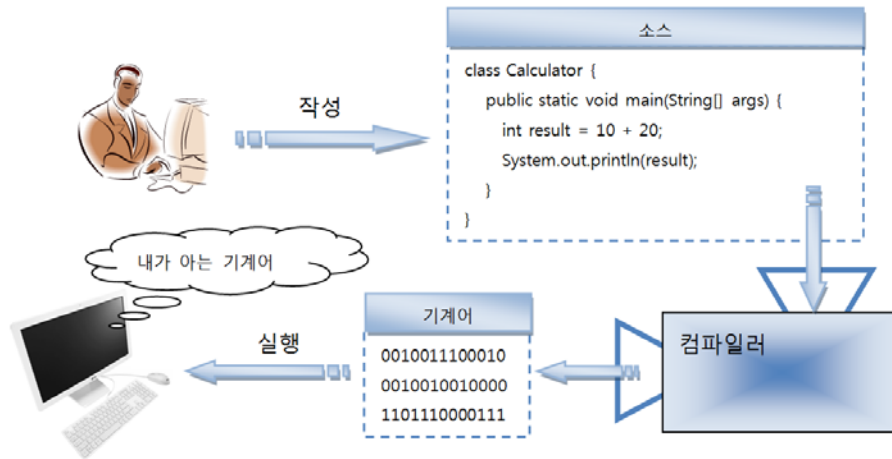 작성
소스
class Calculator {
public static void main(String[] args) {
int result = 10 + 20;
System.out.println(result);
}
}
내가 아는 기계어
실행
기계어
0010011100010
0010010010000
1101110000111
컴파일러